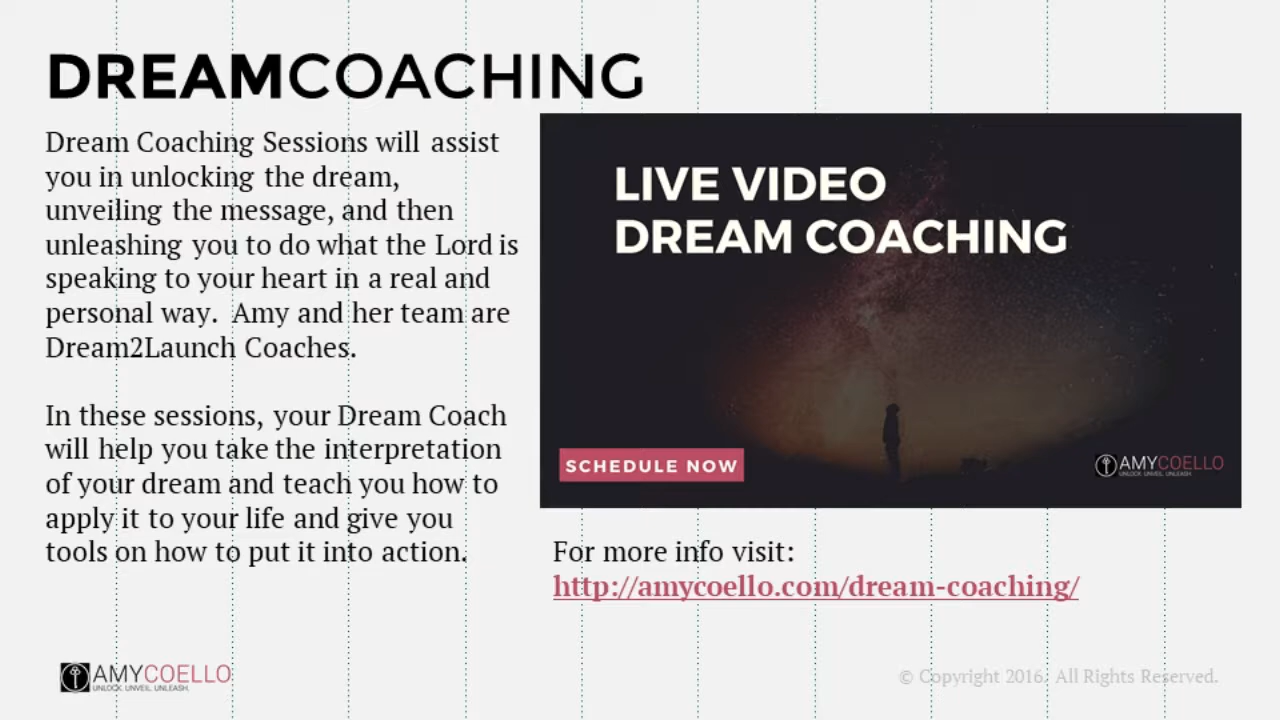 DREAMCOACHING
Dream Coaching Sessions will assist
you in unlocking the dream,
unveiling the message, and then
unleashing you to do what the Lord is
speaking to your heart in a real and
personal way. Amy and her team are
Dream2Launch Coaches.
In these sessions, your Dream Coach
will help you take the interpretation
of your dream and teach you how to
apply it to your life and give you
tools on how to put it into action.
LIVE VIDEO
DREAM COACHING
SCHEDULE NOW
AMYCOELLO
UNLOCK. UNVEIL. UNLEASH.
For more info visit:
http://amycoello.com/dream-coaching/
AMYCOELLO
UNLOCK. UNVEIL. UNLEASH.
© Copyright 2016. All Rights Reserved.